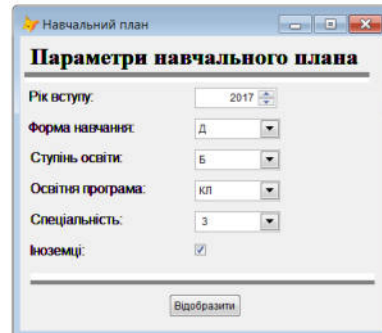 Навчальний план
Параметри навчального плана
Рік вступу: 2017
Форма навчання: Д
Ступінь освіти: Б
Освітня програма: КЛ
Спеціальність: 3
Іноземці:
Відобразити